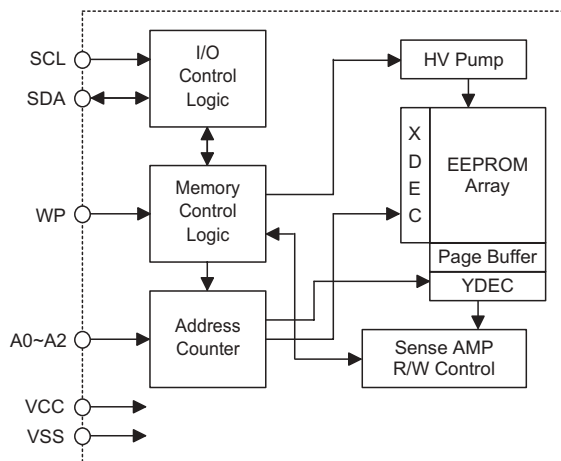 SCL
SDA
WP
A0~A2
VCC
VSS
I/O
Control
Logic
Memory
Control
Logic
Address
Counter
HV Pump
X
D
E
C
EEPROM
Array
Page Buffer
YDEC
Sense AMP
R/W Control